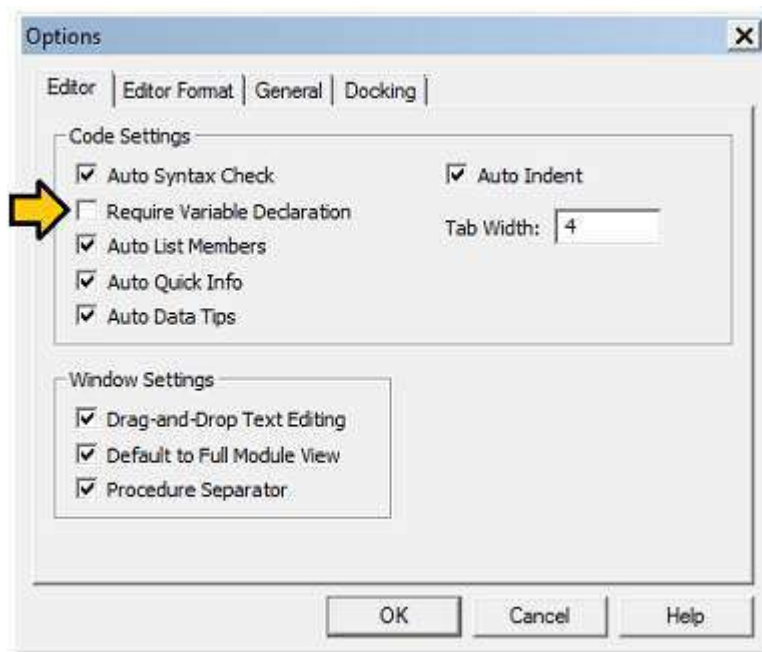 Options
Editor Editor Format General Docking
Code Settings
Auto Syntax Check
Auto Indent
Require Variable Declaration
Tab Width: 4
Auto List Members
Auto Quick Info
Auto Data Tips
Window Settings
Drag-and-Drop Text Editing
Default to Full Module View
Procedure Separator
OK Cancel Help